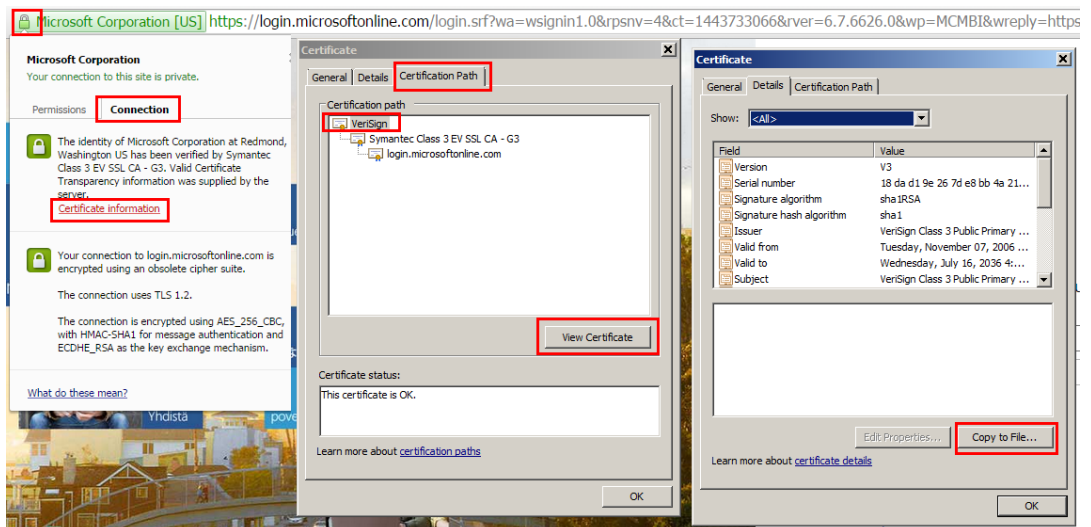 Microsoft Corporation [US] https://login.microsoftonline.com/login.srf?wa=wsignin1.0&rpsnv=4&ct=1443733066&rver=6.7.6626.0&wp=MCMBI&wreply=https
Microsoft Corporation
Your connection to this site is private.
Permissions
Connection
The identity of Microsoft Corporation at Redmond,
Washington US has been verified by Symantec
Class 3 EV SSL CA - G3. Valid Certificate
Transparency information was supplied by the
server.
Certificate information
Your connection to login.microsoftonline.com is
encrypted using an obsolete cipher suite.
The connection uses TLS 1.2.
The connection is encrypted using AES_256_CBC,
with HMAC-SHA1 for message authentication and
ECDHE_RSA as the key exchange mechanism.
What do these mean?
Yhdistä
pove
Certificate
General Details Certification Path
Certification path
VeriSign
Symantec Class 3 EV SSL CA - G3
login.microsoftonline.com
View Certificate
Certificate status:
This certificate is OK.
Learn more about certification paths
OK
Certificate
General Details Certification Path
Show: <All>
Field Value
Version V3
Serial number 18 da d1 9e 26 7d e8 bb 4a 21...
Signature algorithm sha1RSA
Signature hash algorithm sha1
Issuer VeriSign Class 3 Public Primary ...
Valid from Tuesday, November 07, 2006 ...
Valid to Wednesday, July 16, 2036 4:...
Subject VeriSign Class 3 Public Primary ...
Edit Properties... Copy to File...
Learn more about certificate details
OK